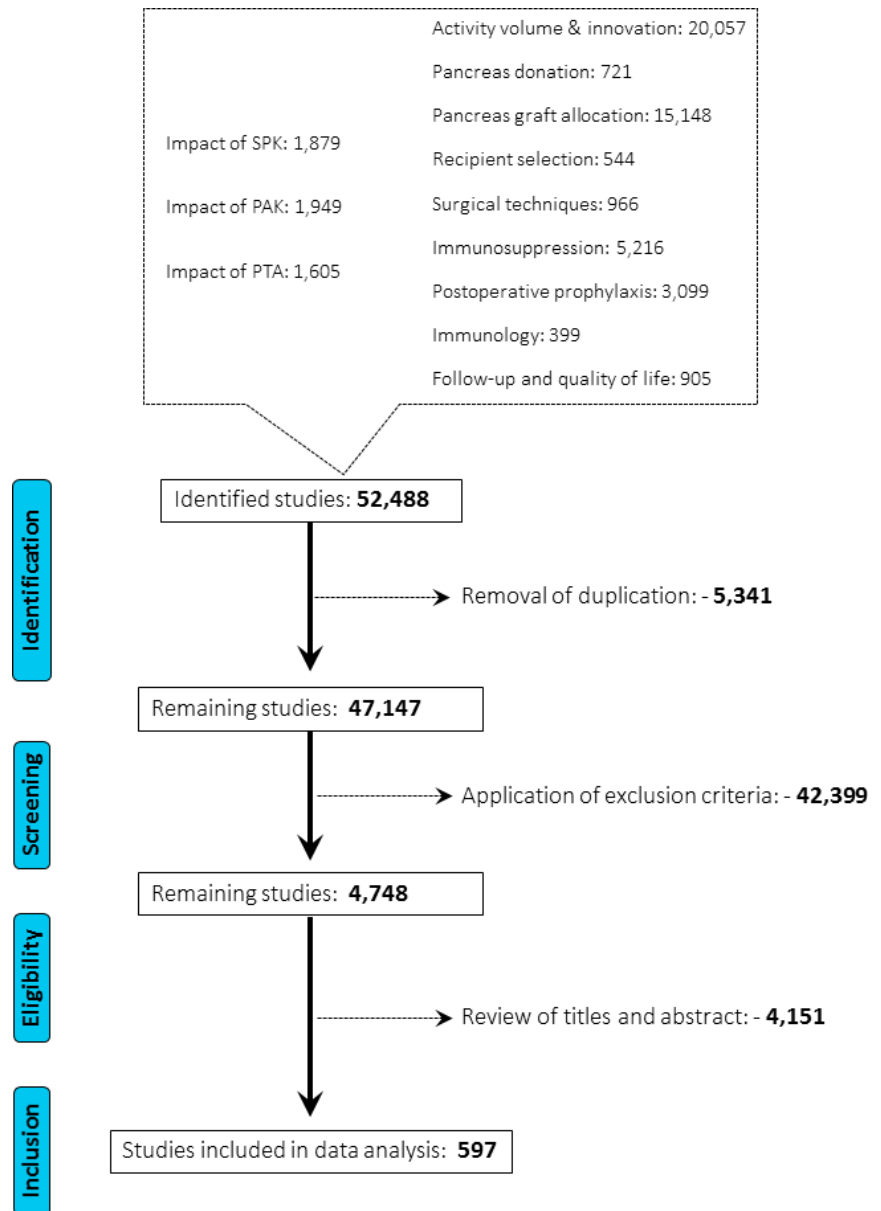 Impact of SPK: 1,879
Impact of PAK: 1,949
Impact of PTA: 1,605
Activity volume & innovation: 20,057
Pancreas donation: 721
Pancreas graft allocation: 15,148
Recipient selection: 544
Surgical techniques: 966
Immunosuppression: 5,216
Postoperative prophylaxis: 3,099
Immunology: 399
Follow-up and quality of life: 905
Identification
Identified studies: 52,488
Removal of duplication: - 5,341
Remaining studies: 47,147
Screening
Application of exclusion criteria: - 42,399
Remaining studies: 4,748
Eligibility
Review of titles and abstract: - 4,151
Inclusion
Studies included in data analysis: 597